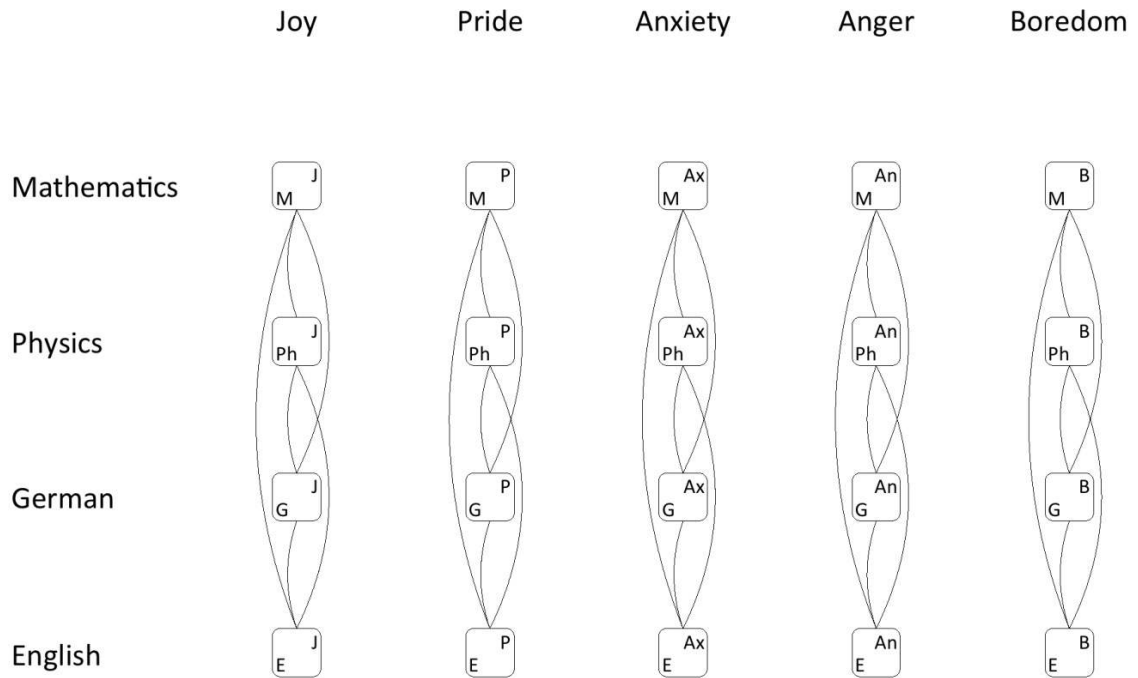 Joy Pride Anxiety Anger Boredom
Mathematics
J P Ax An B
M M M M M
Physics
J P Ax An B
Ph Ph Ph Ph Ph
German
J P Ax An B
G G G G G
English
J P Ax An B
E E E E E